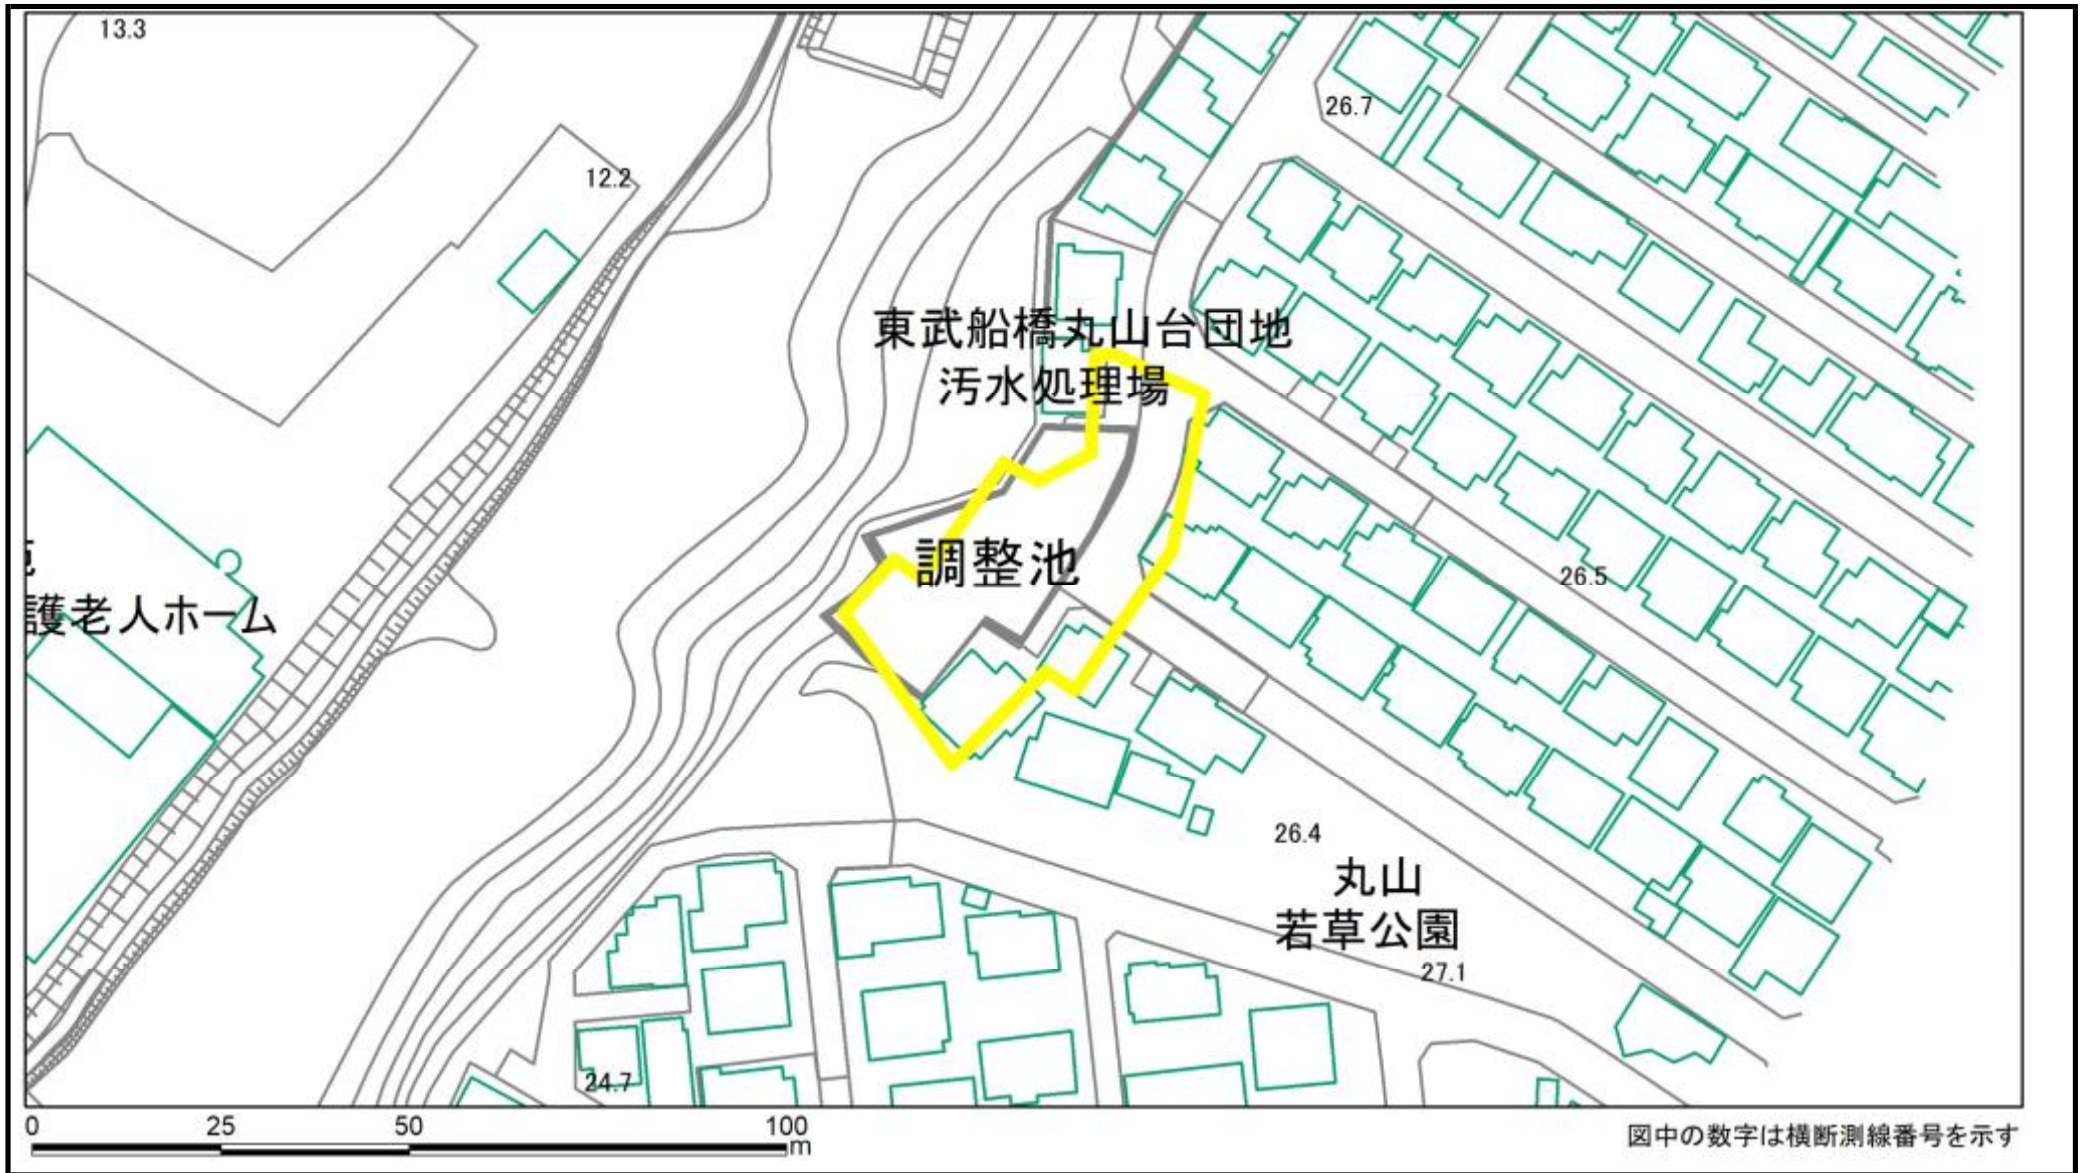 13.3
26.7
12.2
東武船橋丸山台団地
汚水処理場
調整池
26.5
護老人ホーム
26.4
丸山
若草公園
27.1
24.7
0 25 50 100
m
図中の数字は横断測線番号を示す